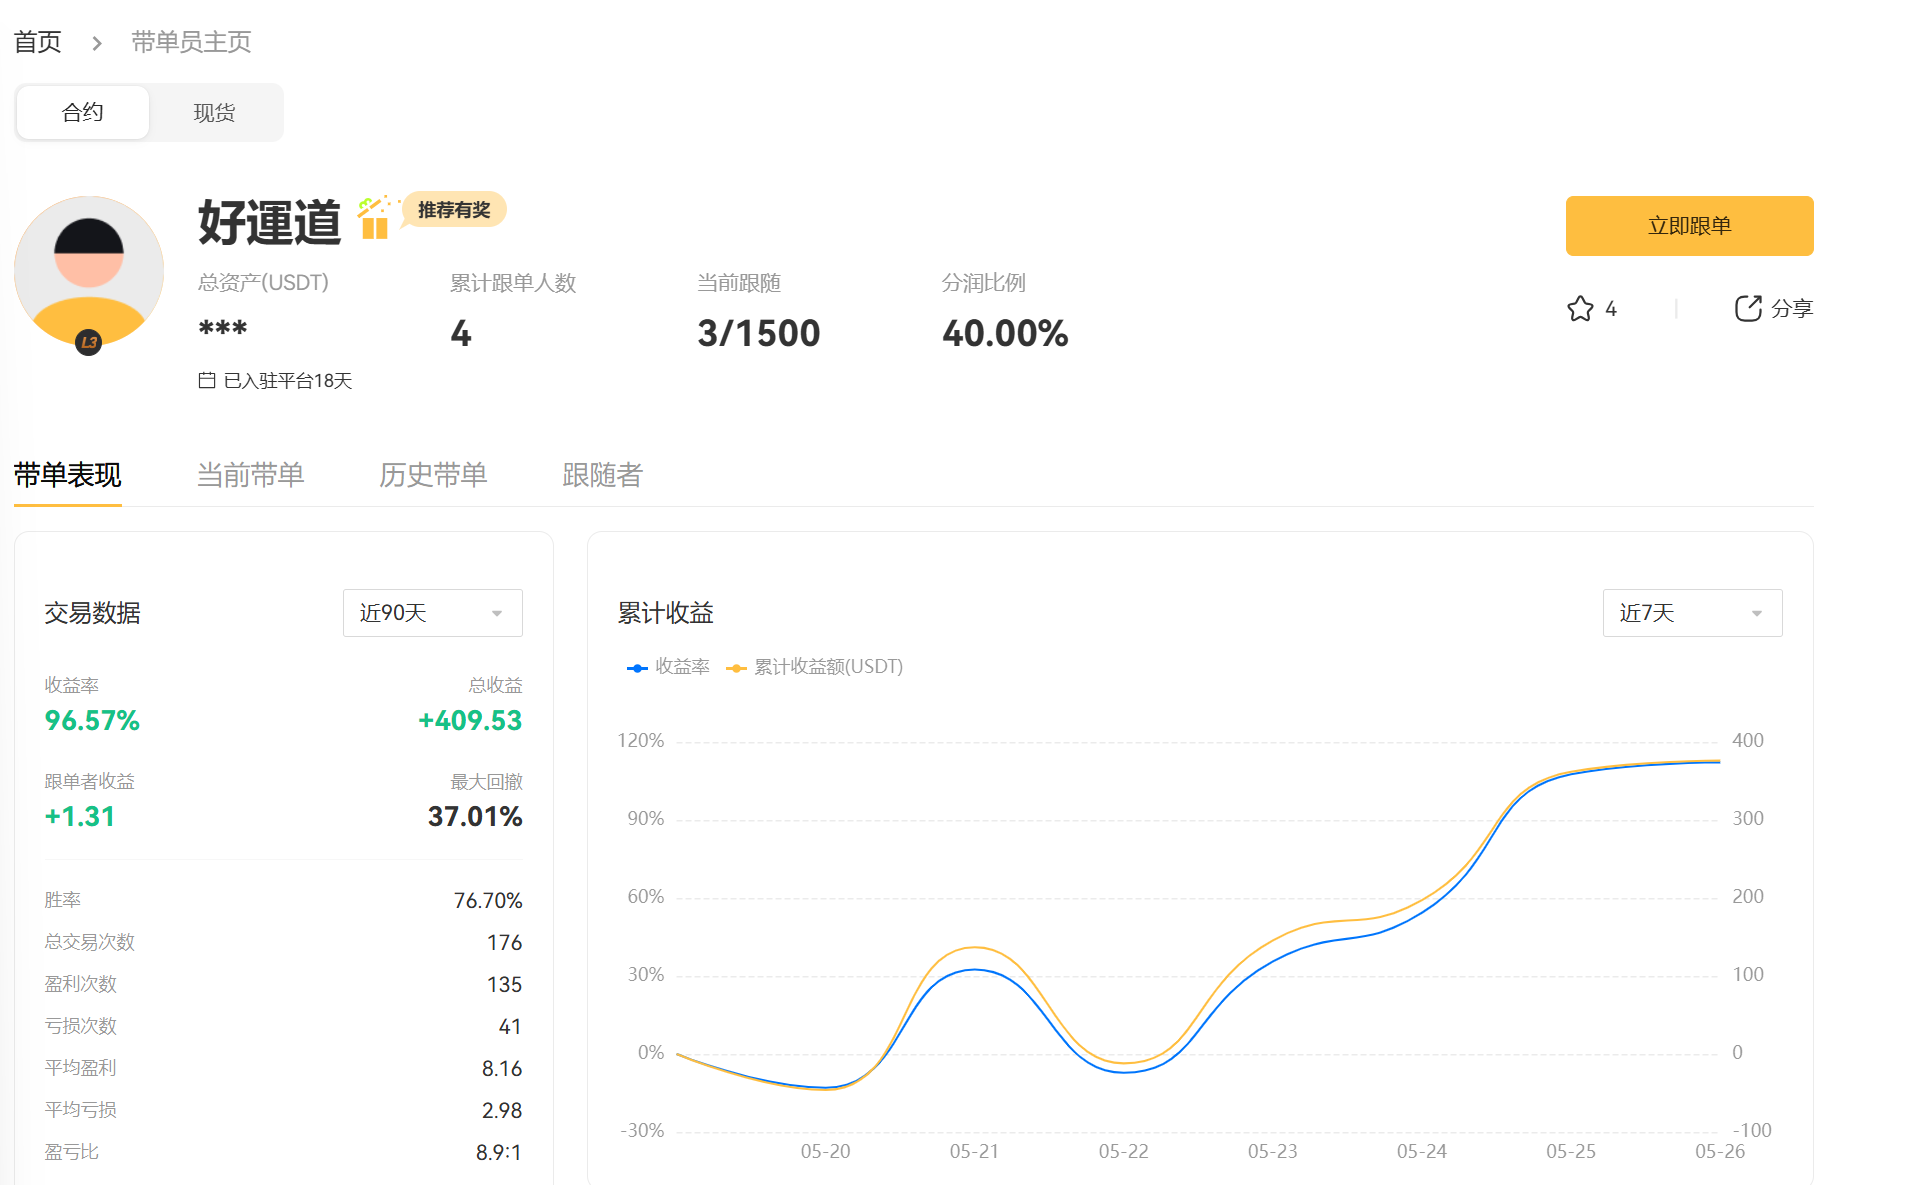 首页 > 带单员主页
合约 现货
好運道 推荐有奖
立即跟单
总资产(USDT) 累计跟单人数 当前跟随 分润比例
*** 4 3/1500 40.00%
4 分享
L3
已入驻平台18天
带单表现 当前带单 历史带单 跟随者
交易数据 近90天
收益率 总收益
96.57% +409.53
跟单者收益 最大回撤
+1.31 37.01%
胜率 76.70%
总交易次数 176
盈利次数 135
亏损次数 41
平均盈利 8.16
平均亏损 2.98
盈亏比 8.9:1
累计收益 近7天
收益率 累计收益额(USDT)
120% 400
90% 300
60% 200
30% 100
0% 0
-30% -100
05-20 05-21 05-22 05-23 05-24 05-25 05-26